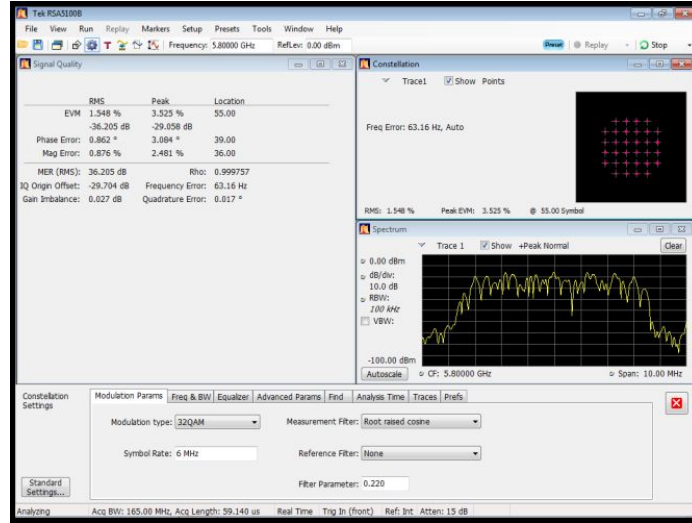 Tek RSA5100B
File View Run Replay Markers Setup Presets Tools Window Help
T Frequency: 5.80000 GHz RefLev: 0.00 dBm Preset Replay Stop
Signal Quality
RMS Peak Location
EVM 1.548 % 3.525 % 55.00
-36.205 dB -29.058 dB
Phase Error: 0.862 ° 3.084 ° 39.00
Mag Error: 0.876 % 2.481 % 36.00
MER (RMS): 36.205 dB Rho: 0.999757
IQ Origin Offset: -29.704 dB Frequency Error: 63.16 Hz
Gain Imbalance: 0.027 dB Quadrature Error: 0.017 °
Constellation
Trace1 Show Points
Freq Error: 63.16 Hz, Auto
RMS: 1.548 % Peak EVM: 3.525 % @ 55.00 Symbol
Spectrum
Trace 1 Show +Peak Normal Clear
0.00 dBm
dB/div:
10.0 dB
RBW:
100 kHz
VBW:
-100.00 dBm
Autoscale CF: 5.80000 GHz Span: 10.00 MHz
Constellation Settings
Modulation Params Freq & BW Equalizer Advanced Params Find Analysis Time Traces Prefs
Modulation type: 32QAM Measurement Filter: Root raised cosine
Symbol Rate: 6 MHz Reference Filter: None
Filter Parameter: 0.220
Standard Settings...
Analyzing Acq BW: 165.00 MHz, Acq Length: 59.140 us Real Time Trig In (front) Ref: Int Atten: 15 dB